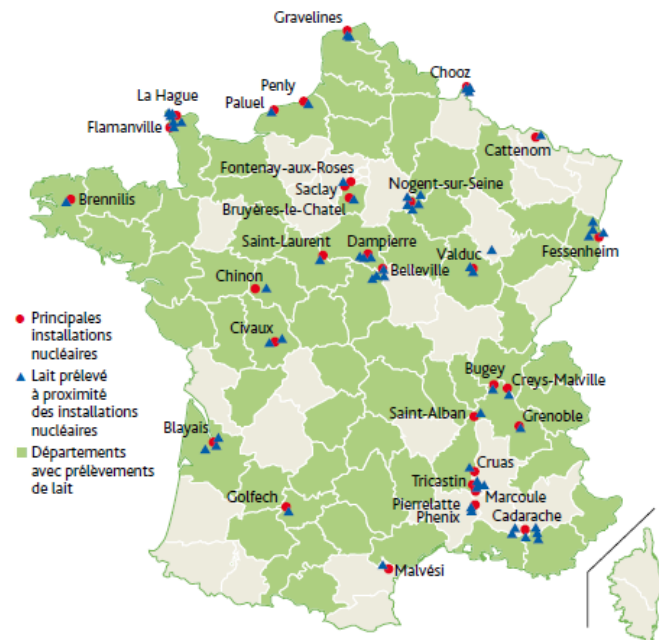 Gravelines
Chooz
Penly
La Hague
Paluel
Flamanville
Cattenom
Fontenay-aux-Roses
Saclay
Nogent-sur-Seine
Brennilis
Bruyères-le-Chatel
Saint-Laurent
Dampierre
Valduc
Fessenheim
Belleville
Chinon
Principales
installations
nucléaires
Civaux
Lait prélevé
à proximité
des installations
nucléaires
Bugey
Creys-Malville
Saint-Alban
Grenoble
Blayais
Départements
avec prélèvements
de lait
Cruas
Tricastin
Golfech
Marcoule
Pierrelatte
Cadarache
Phenix
Malvési